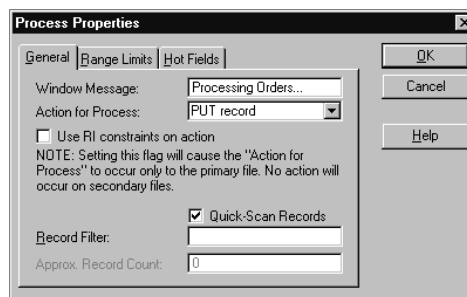 Process Properties
General Range Limits Hot Fields
OK
Cancel
Help
Window Message: Processing Orders...
Action for Process: PUT record
Use RI constraints on action
NOTE: Setting this flag will cause the "Action for
Process" to occur only to the primary file. No action will
occur on secondary files.
Quick-Scan Records
Record Filter:
Approx. Record Count: 0